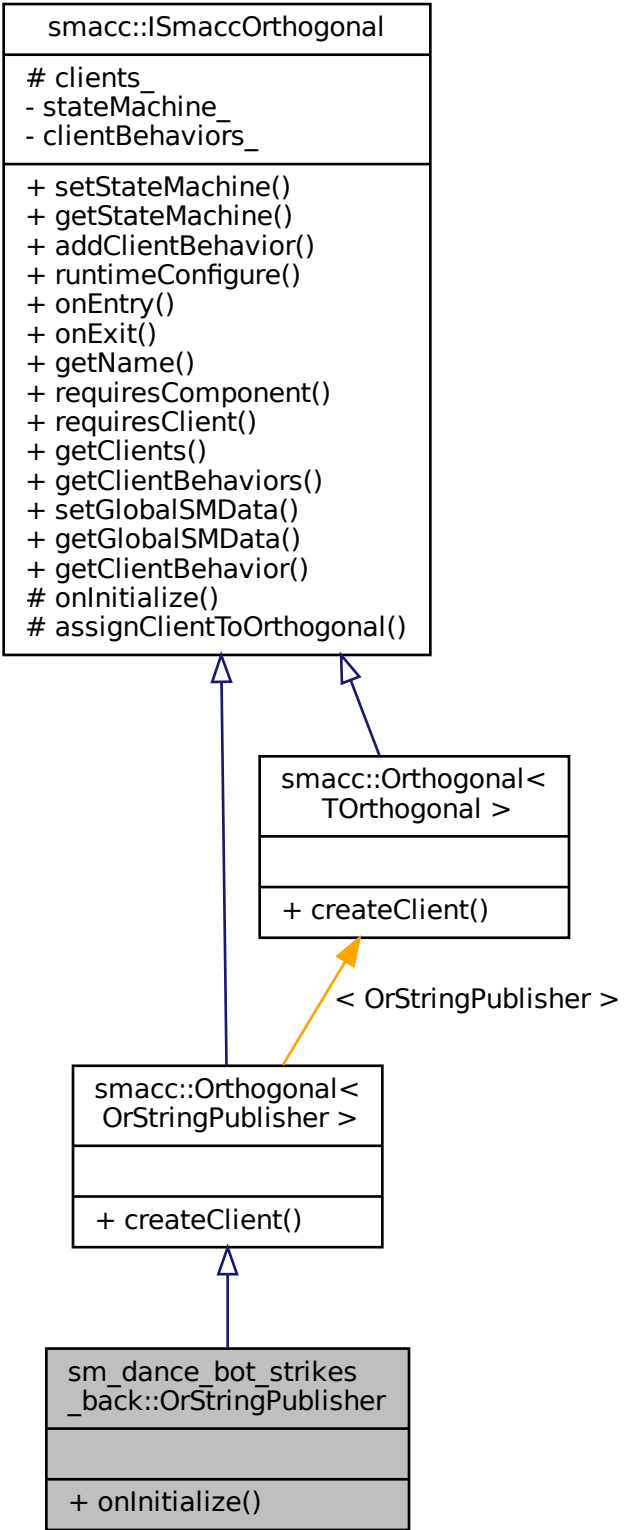 smacc::ISmaccOrthogonal
# clients_
- stateMachine_
- clientBehaviors_
+ setStateMachine()
+ getStateMachine()
+ addClientBehavior()
+ runtimeConfigure()
+ onEntry()
+ onExit()
+ getName()
+ requiresComponent()
+ requiresClient()
+ getClients()
+ getClientBehaviors()
+ setGlobalSMData()
+ getGlobalSMData()
+ getClientBehavior()
# onInitialize()
# assignClientToOrthogonal()
smacc::Orthogonal<
TOrthogonal >
+ createClient()
< OrStringPublisher >
smacc::Orthogonal<
OrStringPublisher >
+ createClient()
sm_dance_bot_strikes
_back::OrStringPublisher
+ onInitialize()